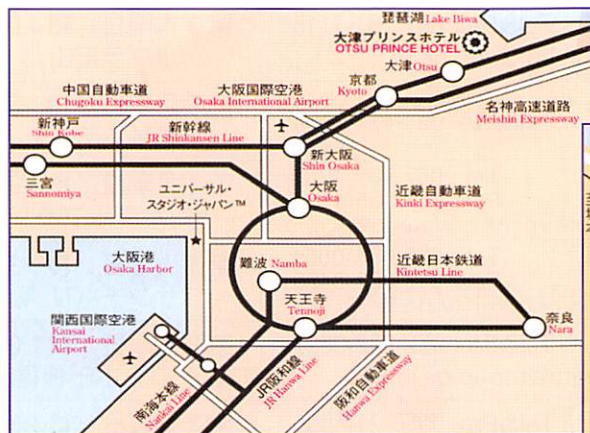 琵琶湖 Lake Biwa
大津プリンスホテル
OTSU PRINCE HOTEL
大津 Otsu
京都
Kyoto
中国自動車道
Chugoku Expressway
大阪国際空港
Osaka International Airport
名神高速道路
Meishin Expressway
新神戸
Shin Kobe
新幹線
JR Shinkansen Line
新大阪
Shin Osaka
三宮
Sannomiya
ユニバーサル・
スタジオ・ジャパン™
大阪
Osaka
近畿自動車道
Kinki Expressway
大阪港
Osaka Harbor
難波 Namba
近畿日本鉄道
Kintetsu Line
天王寺
Tennoji
奈良
Nara
関西国際空港
Kansai
International
Airport
南海本線
Nankai Line
JR阪和線
JR Hanwa Line
阪和自動車道
Hanwa Expressway